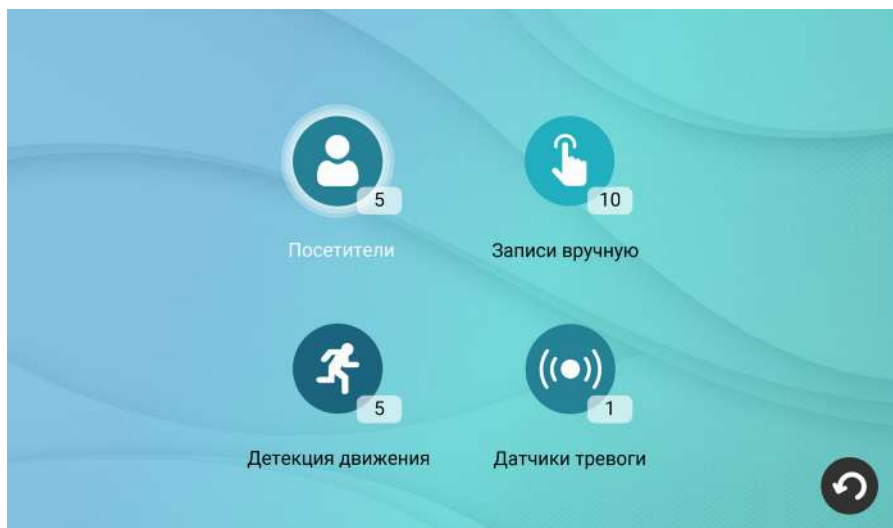 5
10
Посетители
Записи вручную
5
1
Детекция движения
Датчики тревоги